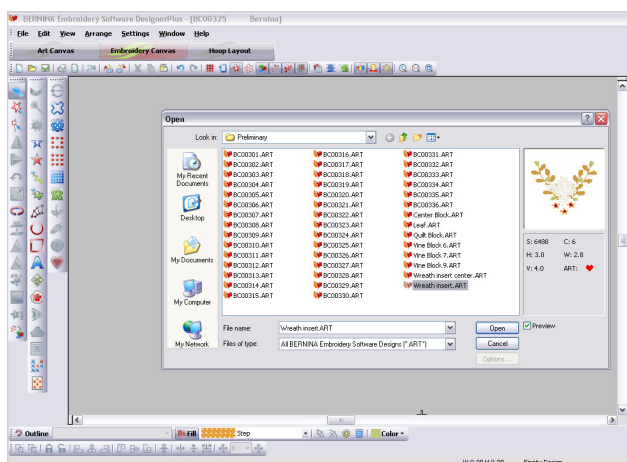 BERNINA Embroidery Software DesignerPlus - [BC00325 Bernina]
File Edit View Arrange Settings Window Help
Art Canvas Embroidery Canvas Hoop Layout
Open
Look in: Preliminary
My Recent Documents
Desktop
My Documents
My Computer
My Network
BC00301.ART
BC00302.ART
BC00303.ART
BC00304.ART
BC00305.ART
BC00306.ART
BC00307.ART
BC00308.ART
BC00309.ART
BC00310.ART
BC00311.ART
BC00312.ART
BC00313.ART
BC00314.ART
BC00315.ART
BC00316.ART
BC00317.ART
BC00318.ART
BC00319.ART
BC00320.ART
BC00321.ART
BC00322.ART
BC00323.ART
BC00324.ART
BC00325.ART
BC00326.ART
BC00327.ART
BC00328.ART
BC00329.ART
BC00330.ART
BC00331.ART
BC00332.ART
BC00333.ART
BC00334.ART
BC00335.ART
BC00336.ART
Center Block.ART
Leaf.ART
Quilt Block.ART
Vine Block 6.ART
Vine Block 7.ART
Vine Block 9.ART
Wreath insert center.ART
Wreath insert.ART
S: 6488 C: 6
H: 3.0 W: 2.8
V: 4.0 ART:
File name: Wreath insert.ART Open
Preview
Files of type: All BERNINA Embroidery Software Designs (*.ART*) Cancel
Options...
Outline Fill Step Color